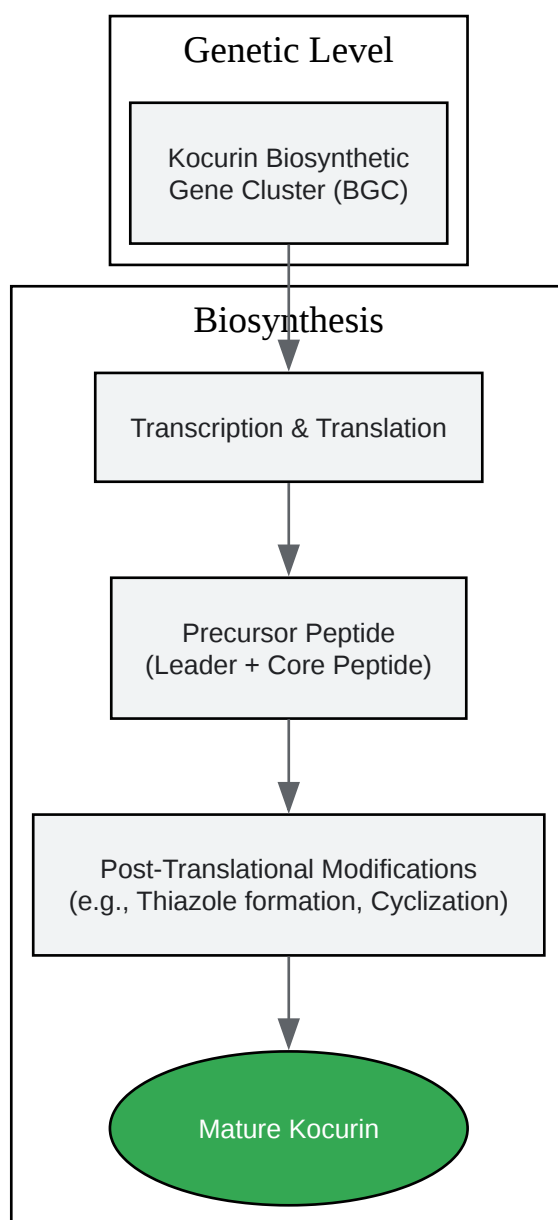 Genetic Level
Kocurin Biosynthetic
Gene Cluster (BGC)
Biosynthesis
Transcription & Translation
Precursor Peptide
(Leader + Core Peptide)
Post-Translational Modifications
(e.g., Thiazole formation, Cyclization)
Mature Kocurin